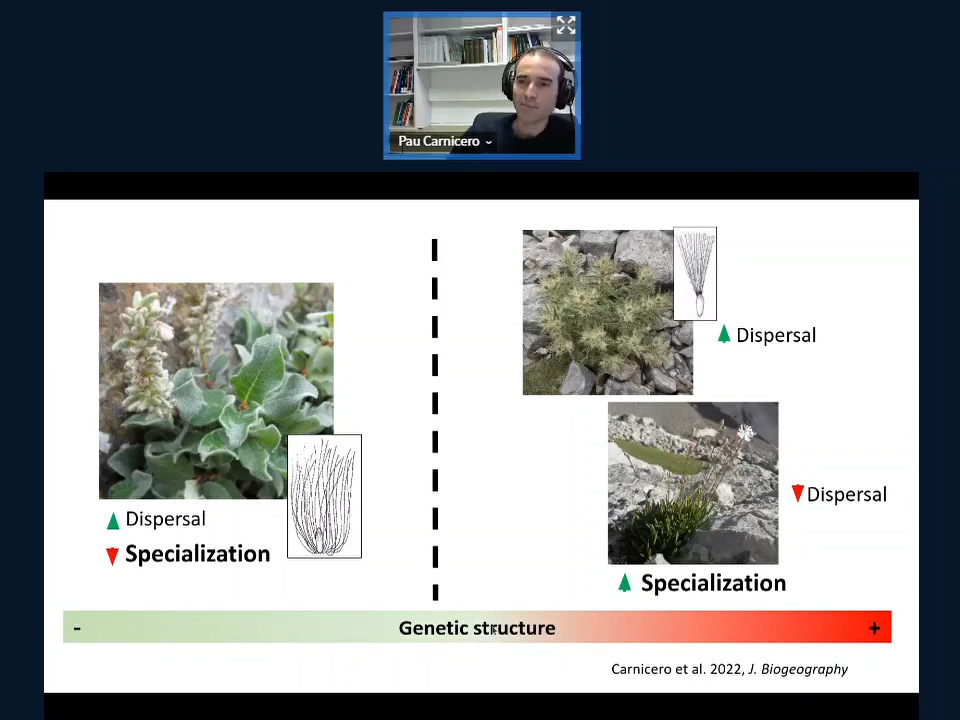 Pau Carnicero
Dispersal
Dispersal
Dispersal
Specialization
Specialization
- Genetic structure +
Carnicero et al. 2022, J. Biogeography